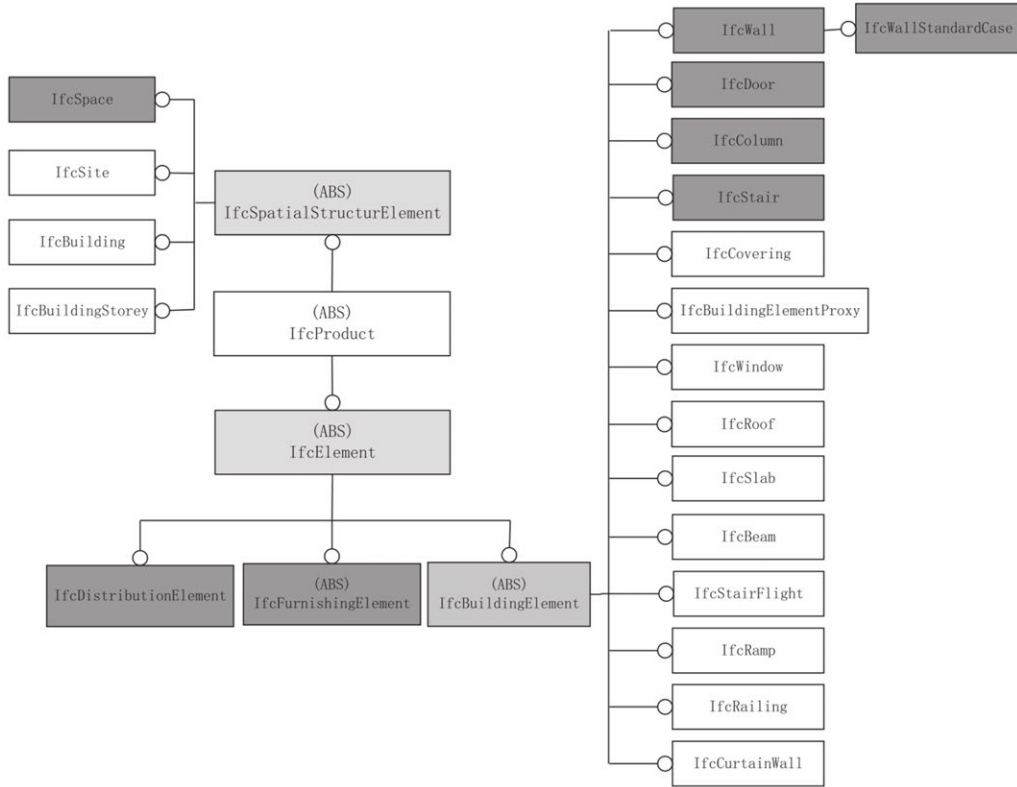 IfcSpace
IfcSite
IfcBuilding
IfcBuildingStorey
(ABS)
IfcSpatialStructurElement
(ABS)
IfcProduct
(ABS)
IfcElement
IfcDistributionElement
(ABS)
IfcFurnishingElement
(ABS)
IfcBuildingElement
IfcWall
IfcWallStandardCase
IfcDoor
IfcColumn
IfcStair
IfcCovering
IfcBuildingElementProxy
IfcWindow
IfcRoof
IfcSlab
IfcBeam
IfcStairFlight
IfcRamp
IfcRailing
IfcCurtainWall